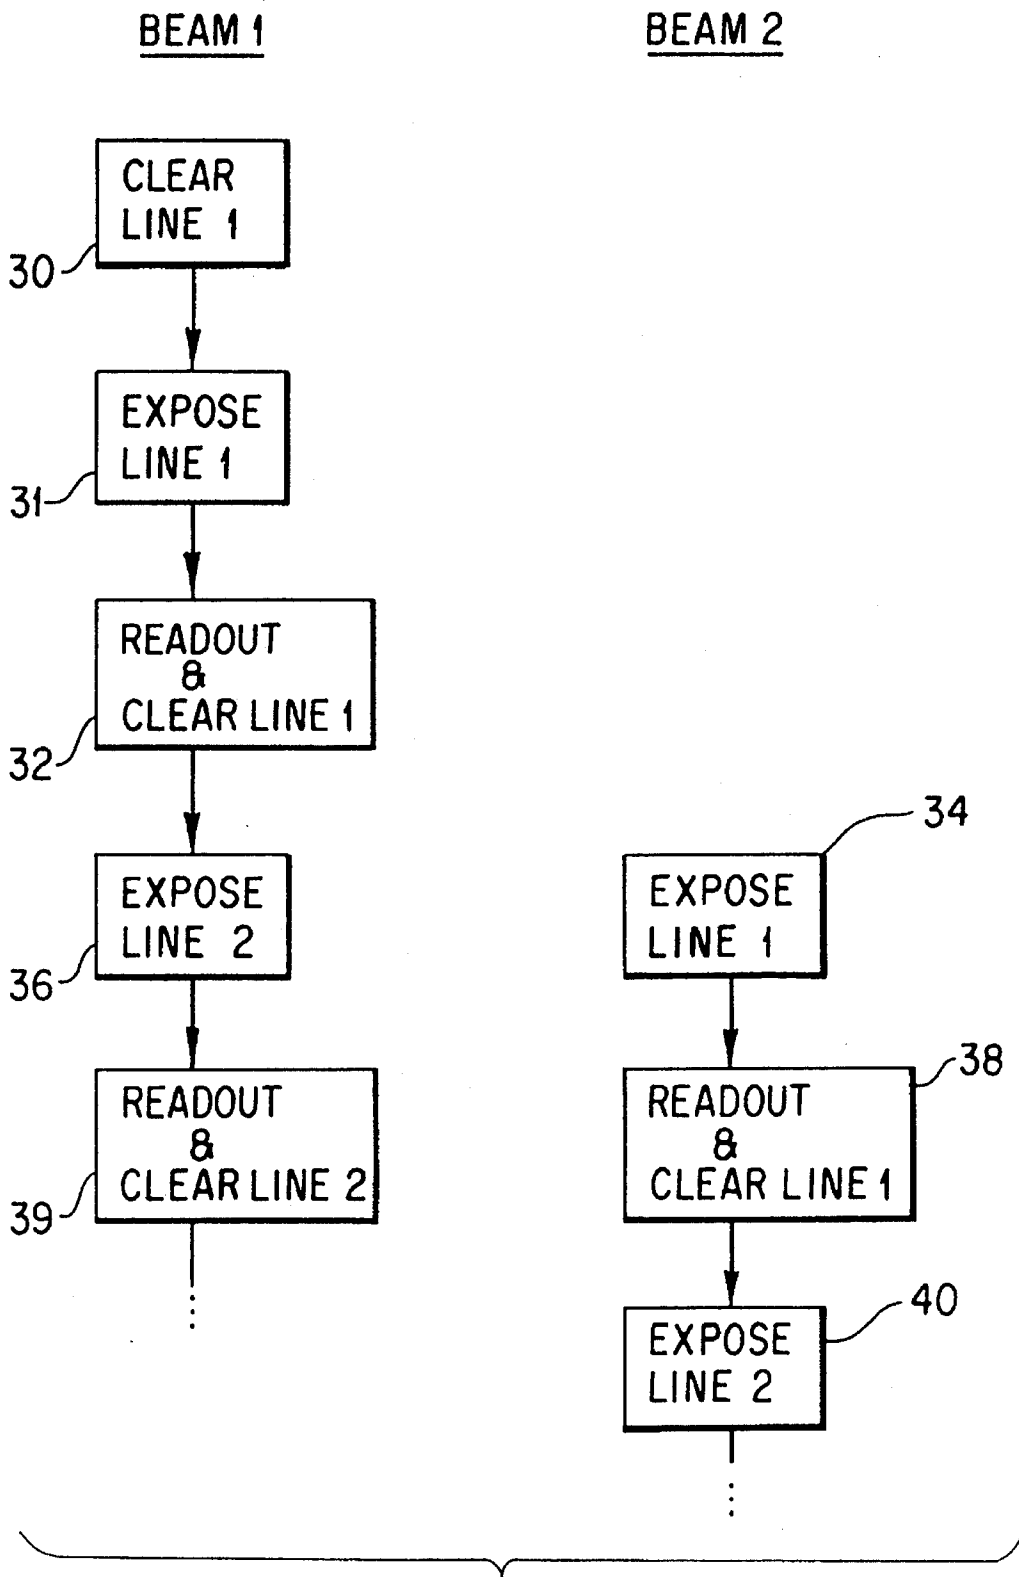 BEAM 1
CLEAR
LINE 1
30
EXPOSE
LINE 1
31
READOUT
&
CLEAR LINE 1
32
EXPOSE
LINE 2
36
READOUT
&
CLEAR LINE 2
39
BEAM 2
34
EXPOSE
LINE 1
38
READOUT
&
CLEAR LINE 1
40
EXPOSE
LINE 2